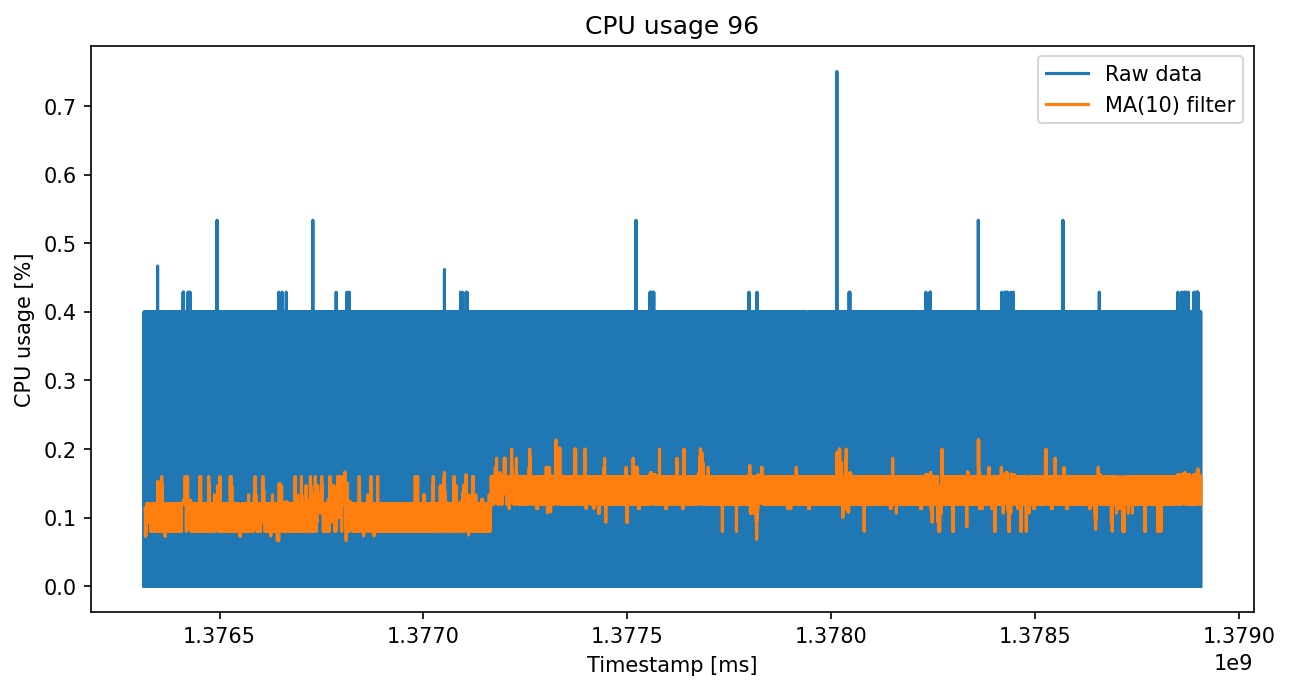 CPU usage 96
Raw data
MA(10) filter
CPU usage [%]
0.7
0.6
0.5
0.4
0.3
0.2
0.1
0.0
1.3765 1.3770 1.3775 1.3780 1.3785 1.3790
1e9
Timestamp [ms]